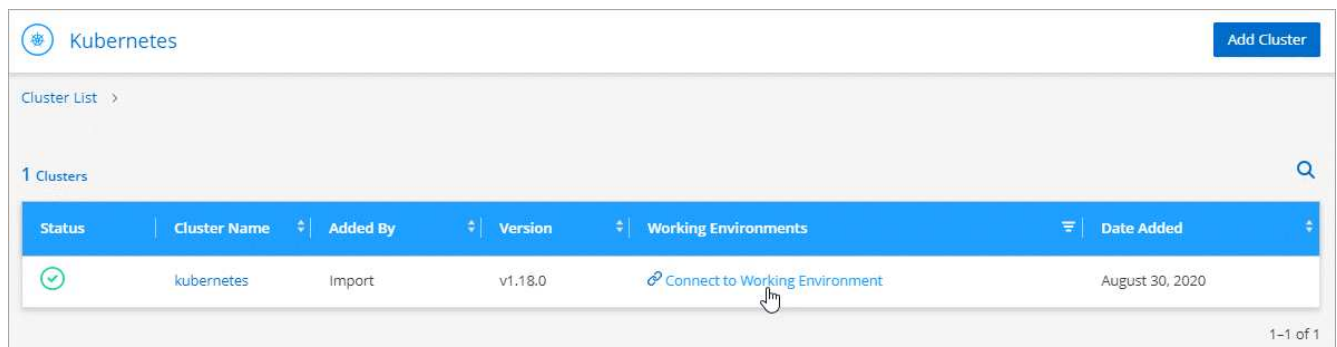 Kubernetes
Add Cluster
Cluster List >
1 Clusters
Status Cluster Name Added By Version Working Environments Date Added
kubernetes Import v1.18.0 Connect to Working Environment August 30, 2020
1–1 of 1